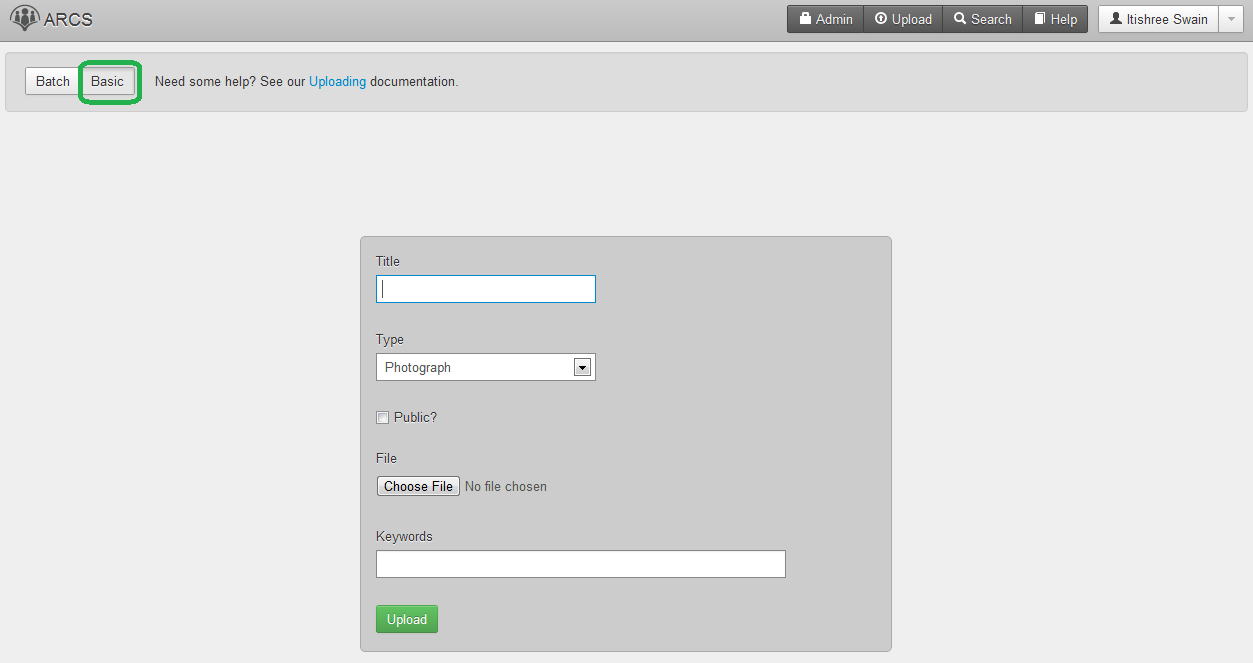 ARCS
Admin Upload Search Help Itishree Swain
Batch Basic Need some help? See our Uploading documentation.
Title
Type
Photograph
Public?
File
Choose File No file chosen
Keywords
Upload